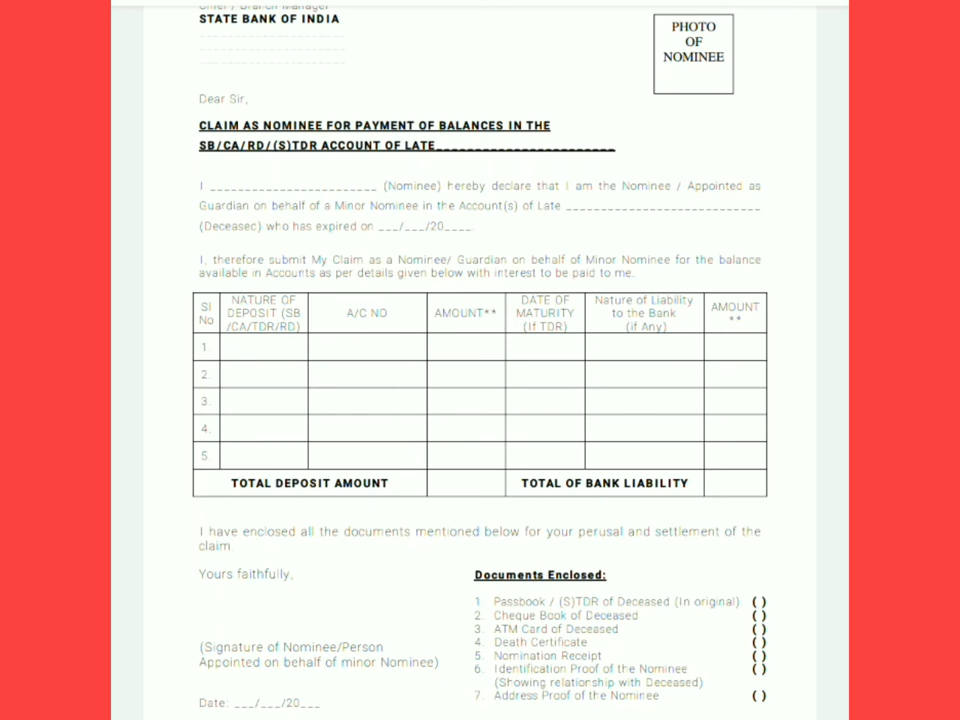 Chief / Branch Manager
STATE BANK OF INDIA
PHOTO
OF
NOMINEE
Dear Sir,
CLAIM AS NOMINEE FOR PAYMENT OF BALANCES IN THE
SB/CA/RD/(S)TDR ACCOUNT OF LATE_______________________
I ________________________ (Nominee) hereby declare that I am the Nominee / Appointed as
Guardian on behalf of a Minor Nominee in the Account(s) of Late ____________________________
(Deceased) who has expired on ___/___/20____.
I, therefore submit My Claim as a Nominee/ Guardian on behalf of Minor Nominee for the balance
available in Accounts as per details given below with interest to be paid to me.
Sl No | NATURE OF DEPOSIT (SB /CA/TDR/RD) | A/C NO | AMOUNT** | DATE OF MATURITY (If TDR) | Nature of Liability to the Bank (if Any) | AMOUNT **
1.
2.
3.
4.
5.
TOTAL DEPOSIT AMOUNT | TOTAL OF BANK LIABILITY
I have enclosed all the documents mentioned below for your perusal and settlement of the
claim.
Yours faithfully,
(Signature of Nominee/Person
Appointed on behalf of minor Nominee)
Date: ___/___/20___
Documents Enclosed:
1 Passbook / (S)TDR of Deceased (In original) ( )
2. Cheque Book of Deceased ( )
3. ATM Card of Deceased ( )
4. Death Certificate ( )
5. Nomination Receipt ( )
6. Identification Proof of the Nominee ( )
(Showing relationship with Deceased)
7. Address Proof of the Nominee ( )